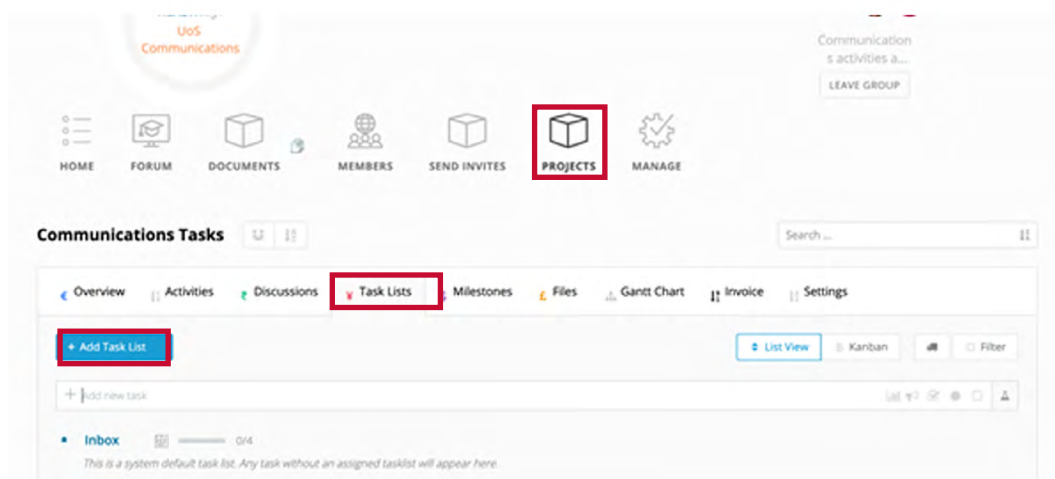 UoS
Communications
Communication
s activities a...
LEAVE GROUP
HOME FORUM DOCUMENTS MEMBERS SEND INVITES PROJECTS MANAGE
Communications Tasks
Search ...
Overview Activities Discussions Task Lists Milestones Files Gantt Chart Invoice Settings
+ Add Task List
List View Kanban Filter
Add new task
Inbox 0/4
This is a system default task list. Any task without an assigned tasklist will appear here.